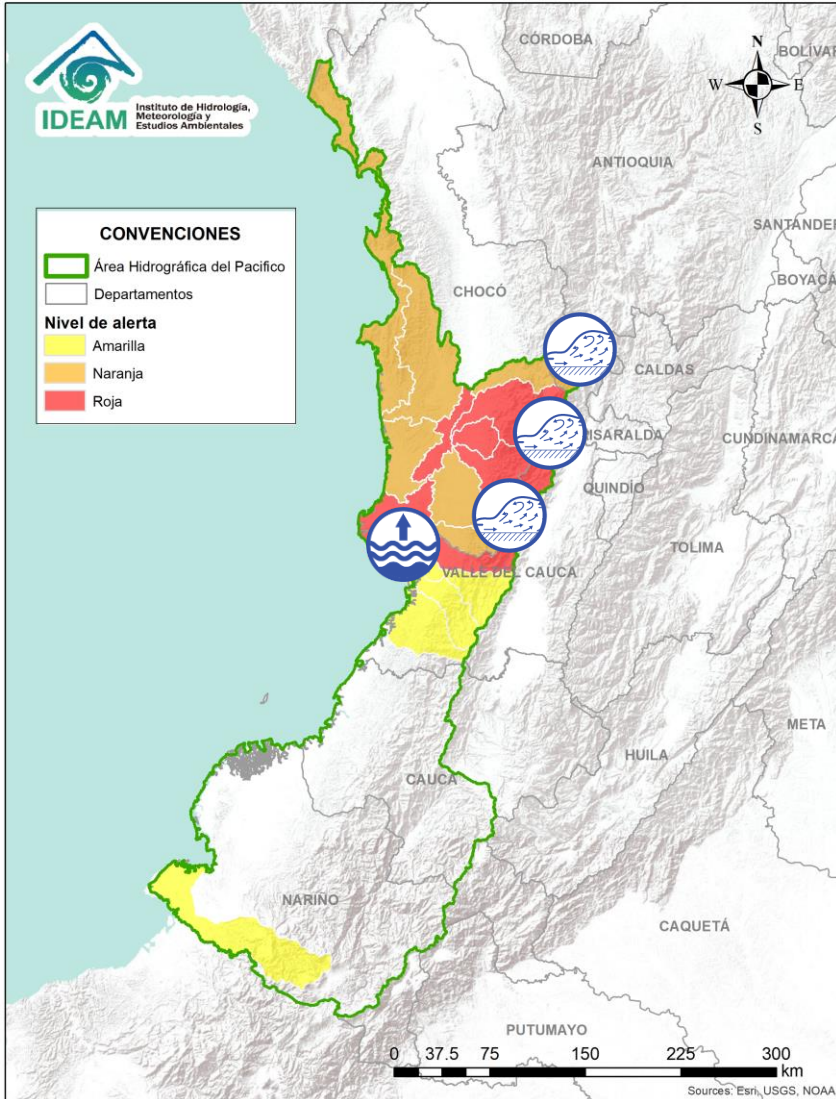 IDEAM
Instituto de Hidrología,
Meteorología y
Estudios Ambientales
CÓRDOBA
BOLÍVAR
N
W
E
S
ANTIOQUIA
CONVENCIONES
Área Hidrográfica del Pacifico
Departamentos
Nivel de alerta
Amarilla
Naranja
Roja
SANTANDER
BOYACÁ
CHOCÓ
CALDAS
RISARALDA
CUNDINAMARCA
QUINDÍO
TOLIMA
VALLE DEL CAUCA
META
HUILA
CAUCA
NARIÑO
CAQUETÁ
PUTUMAYO
0 37.5 75 150 225 300
km
Sources: Esri, USGS, NOAA